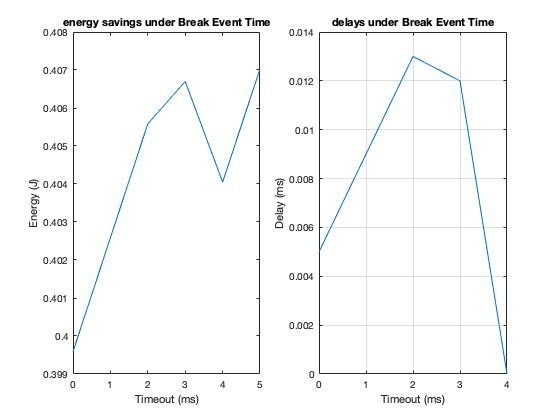 energy savings under Break Event Time
0.408
0.407
0.406
0.405
0.404
0.403
0.402
0.401
0.4
0.399
Energy (J)
0 1 2 3 4 5
Timeout (ms)
delays under Break Event Time
0.014
0.012
0.01
0.008
0.006
0.004
0.002
0
Delay (ms)
0 1 2 3 4
Timeout (ms)